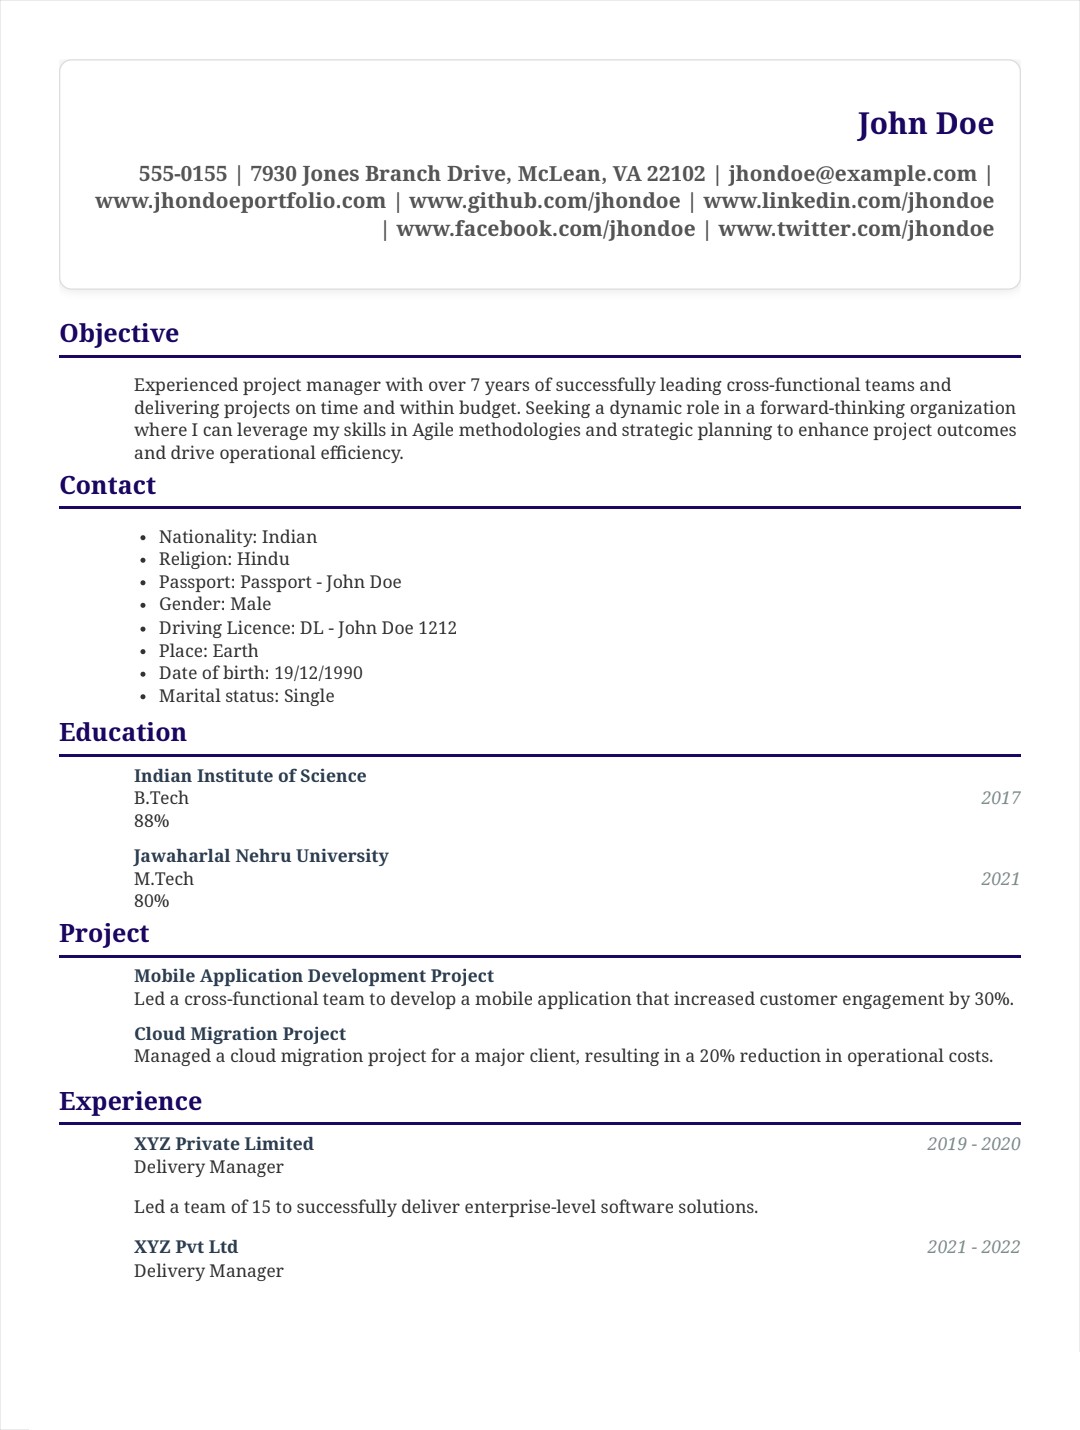 John Doe
555-0155 | 7930 Jones Branch Drive, McLean, VA 22102 | jhondoe@example.com |
www.jhondoeportfolio.com | www.github.com/jhondoe | www.linkedin.com/jhondoe
| www.facebook.com/jhondoe | www.twitter.com/jhondoe
Objective
Experienced project manager with over 7 years of successfully leading cross-functional teams and
delivering projects on time and within budget. Seeking a dynamic role in a forward-thinking organization
where I can leverage my skills in Agile methodologies and strategic planning to enhance project outcomes
and drive operational efficiency.
Contact
• Nationality: Indian
• Religion: Hindu
• Passport: Passport - John Doe
• Gender: Male
• Driving Licence: DL - John Doe 1212
• Place: Earth
• Date of birth: 19/12/1990
• Marital status: Single
Education
Indian Institute of Science
B.Tech 2017
88%
Jawaharlal Nehru University
M.Tech 2021
80%
Project
Mobile Application Development Project
Led a cross-functional team to develop a mobile application that increased customer engagement by 30%.
Cloud Migration Project
Managed a cloud migration project for a major client, resulting in a 20% reduction in operational costs.
Experience
XYZ Private Limited 2019 - 2020
Delivery Manager
Led a team of 15 to successfully deliver enterprise-level software solutions.
XYZ Pvt Ltd 2021 - 2022
Delivery Manager